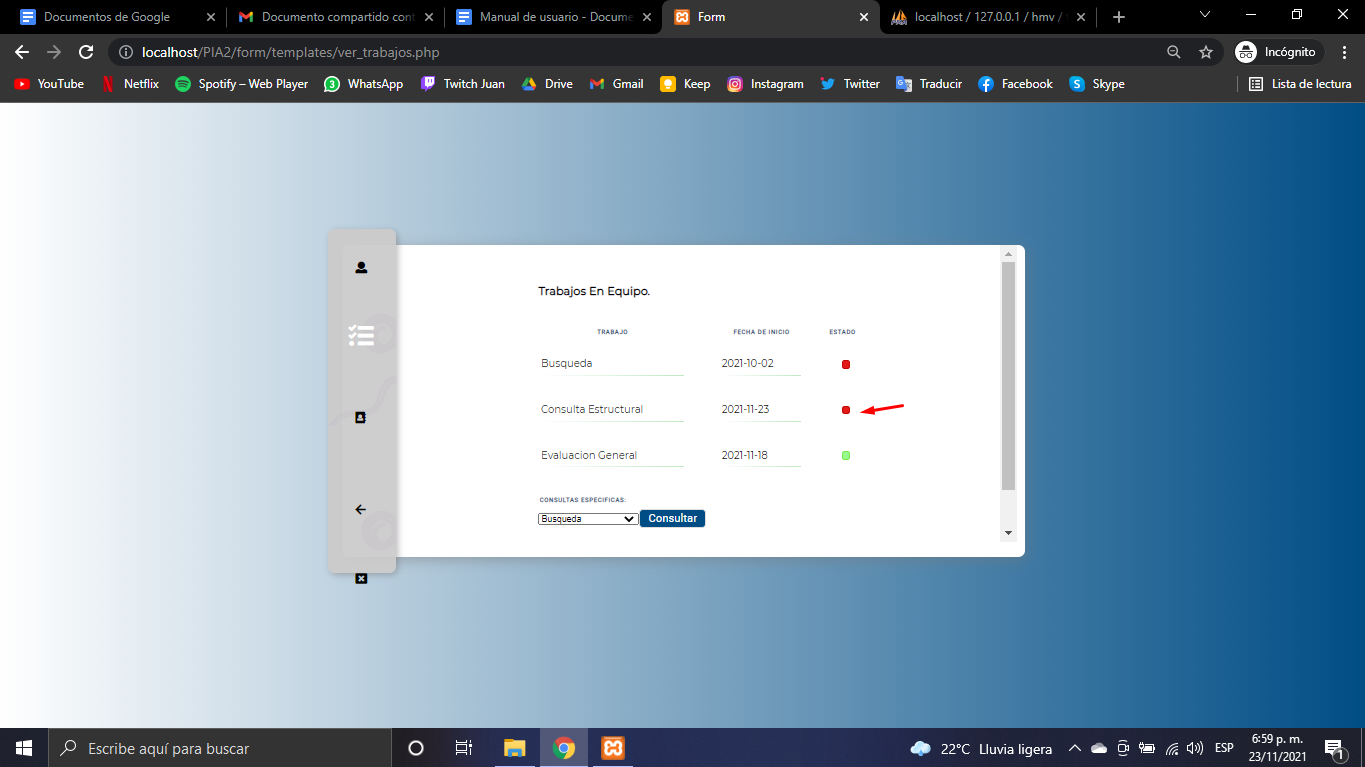 Documentos de Google
Documento compartido cont
Manual de usuario - Docume
Form
localhost / 127.0.0.1 / hmv /
localhost/PIA2/form/templates/ver_trabajos.php
Incógnito
YouTube
Netflix
Spotify – Web Player
3
WhatsApp
Twitch Juan
Drive
Gmail
Keep
Instagram
Twitter
Traducir
Facebook
Skype
Lista de lectura
Trabajos En Equipo.
TRABAJO FECHA DE INICIO ESTADO
Busqueda 2021-10-02
Consulta Estructural 2021-11-23
Evaluacion General 2021-11-18
CONSULTAS ESPECIFICAS:
Busqueda Consultar
Escribe aquí para buscar
22°C Lluvia ligera
ESP
6:59 p. m.
23/11/2021
1